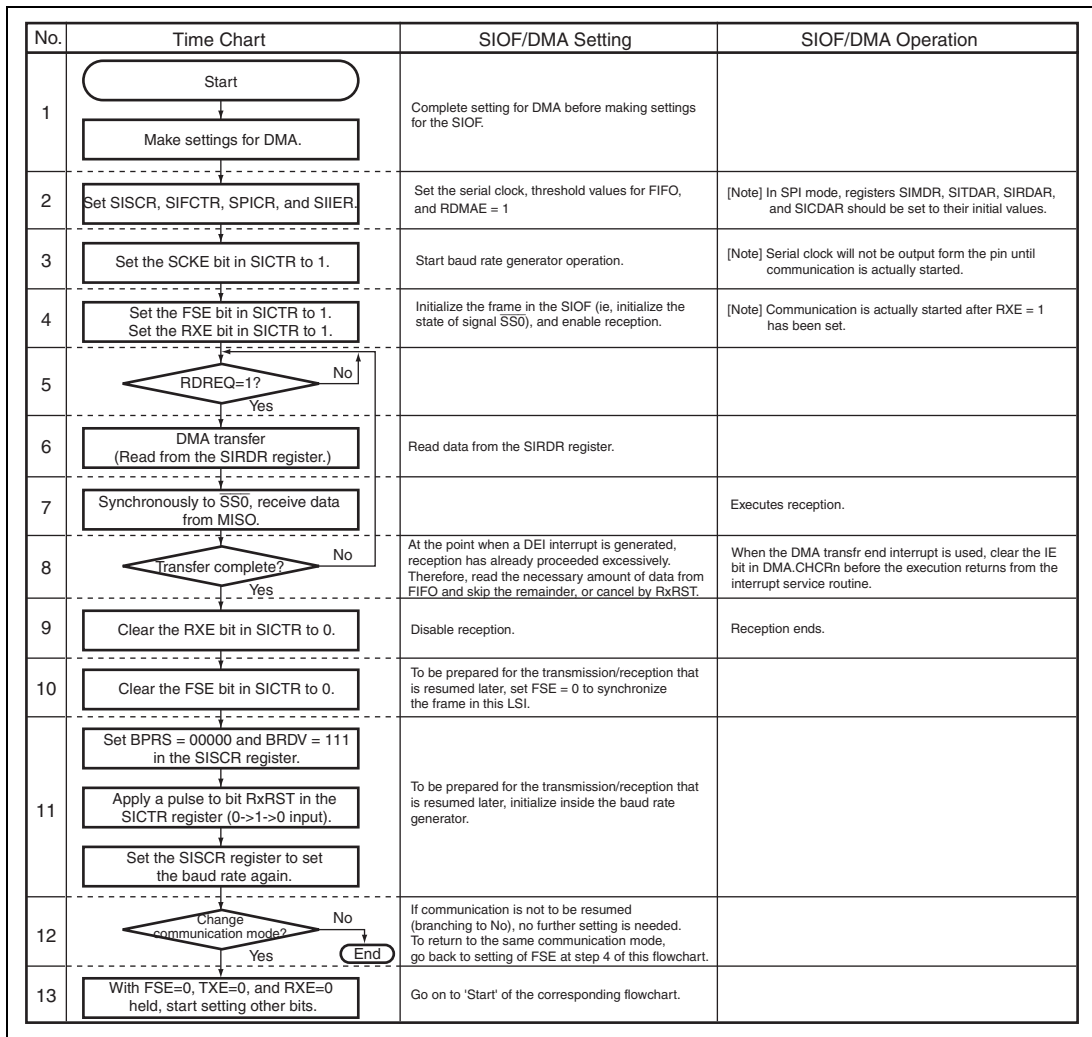 No.
Time Chart
SIOF/DMA Setting
SIOF/DMA Operation
1
Start
Make settings for DMA.
Complete setting for DMA before making settings
for the SIOF.
2
Set SISCR, SIFCTR, SPICR, and SIIER.
Set the serial clock, threshold values for FIFO,
and RDMAE = 1
[Note] In SPI mode, registers SIMDR, SITDAR, SIRDAR,
and SICDAR should be set to their initial values.
3
Set the SCKE bit in SICTR to 1.
Start baud rate generator operation.
[Note] Serial clock will not be output form the pin until
communication is actually started.
4
Set the FSE bit in SICTR to 1.
Set the RXE bit in SICTR to 1.
Initialize the frame in the SIOF (ie, initialize the
state of signal SS0), and enable reception.
[Note] Communication is actually started after RXE = 1
has been set.
5
RDREQ=1?
No
Yes
6
DMA transfer
(Read from the SIRDR register.)
Read data from the SIRDR register.
7
Synchronously to SS0, receive data
from MISO.
Executes reception.
8
Transfer complete?
No
Yes
At the point when a DEI interrupt is generated,
reception has already proceeded excessively.
Therefore, read the necessary amount of data from
FIFO and skip the remainder, or cancel by RxRST.
When the DMA transfr end interrupt is used, clear the IE
bit in DMA.CHCRn before the execution returns from the
interrupt service routine.
9
Clear the RXE bit in SICTR to 0.
Disable reception.
Reception ends.
10
Clear the FSE bit in SICTR to 0.
To be prepared for the transmission/reception that
is resumed later, set FSE = 0 to synchronize
the frame in this LSI.
11
Set BPRS = 00000 and BRDV = 111
in the SISCR register.
Apply a pulse to bit RxRST in the
SICTR register (0->1->0 input).
Set the SISCR register to set
the baud rate again.
To be prepared for the transmission/reception that
is resumed later, initialize inside the baud rate
generator.
12
Change
communication mode?
No
Yes
End
If communication is not to be resumed
(branching to No), no further setting is needed.
To return to the same communication mode,
go back to setting of FSE at step 4 of this flowchart.
13
With FSE=0, TXE=0, and RXE=0
held, start setting other bits.
Go on to 'Start' of the corresponding flowchart.